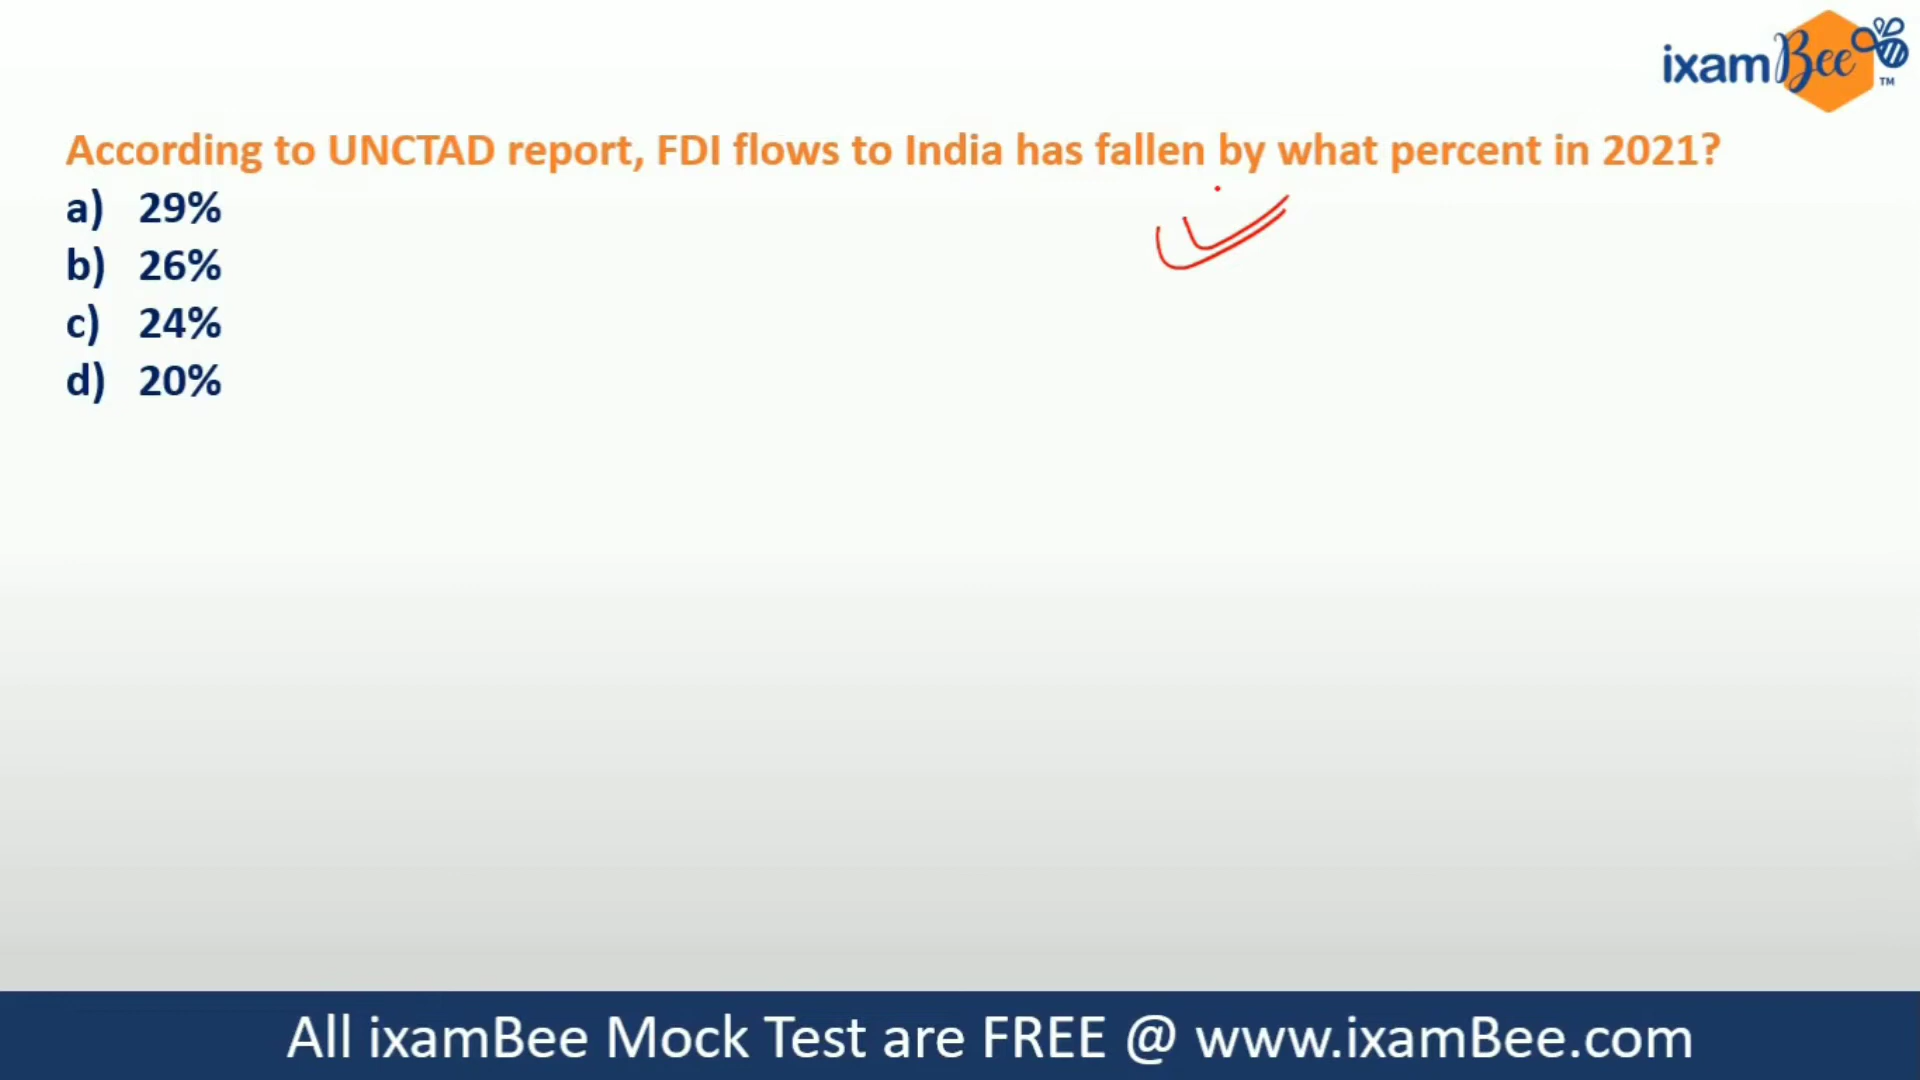 ixamBee™
According to UNCTAD report, FDI flows to India has fallen by what percent in 2021?
a) 29%
b) 26%
c) 24%
d) 20%
All ixamBee Mock Test are FREE @ www.ixamBee.com